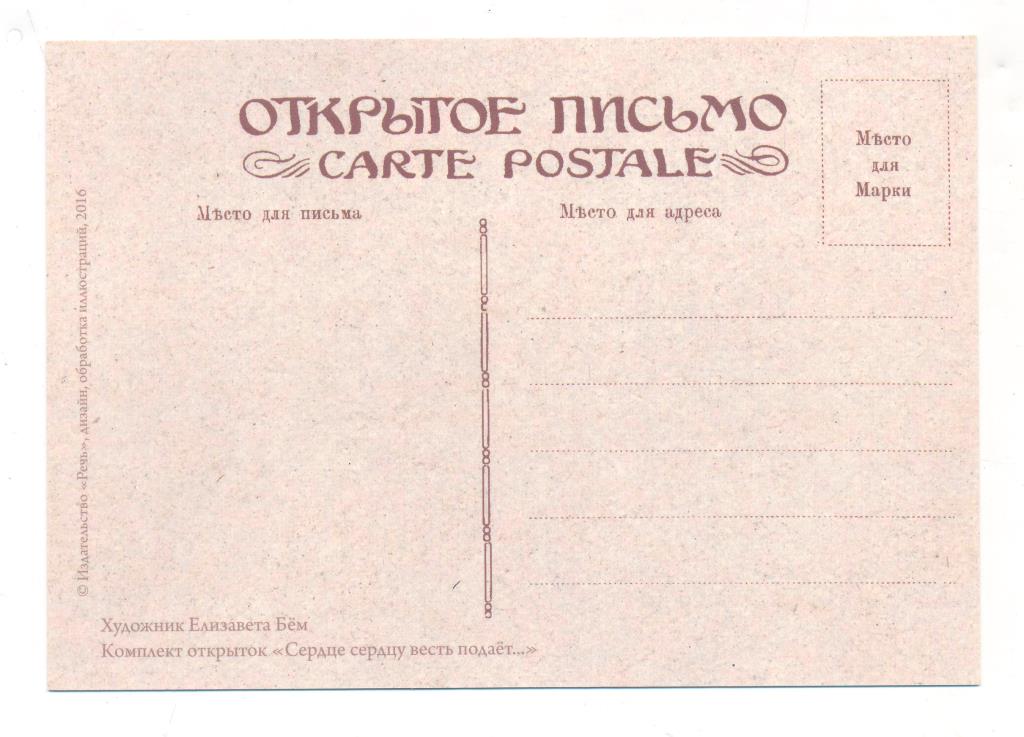 ОТКРЫТОЕ ПИСЬМО
CARTE POSTALE
Мѣсто
для
Марки
Мѣсто для письма
Мѣсто для адреса
© Издательство «Речь», дизайн, обработка иллюстраций, 2016
Художник Елизавета Бём
Комплект открыток «Сердце сердцу весть подаёт...»